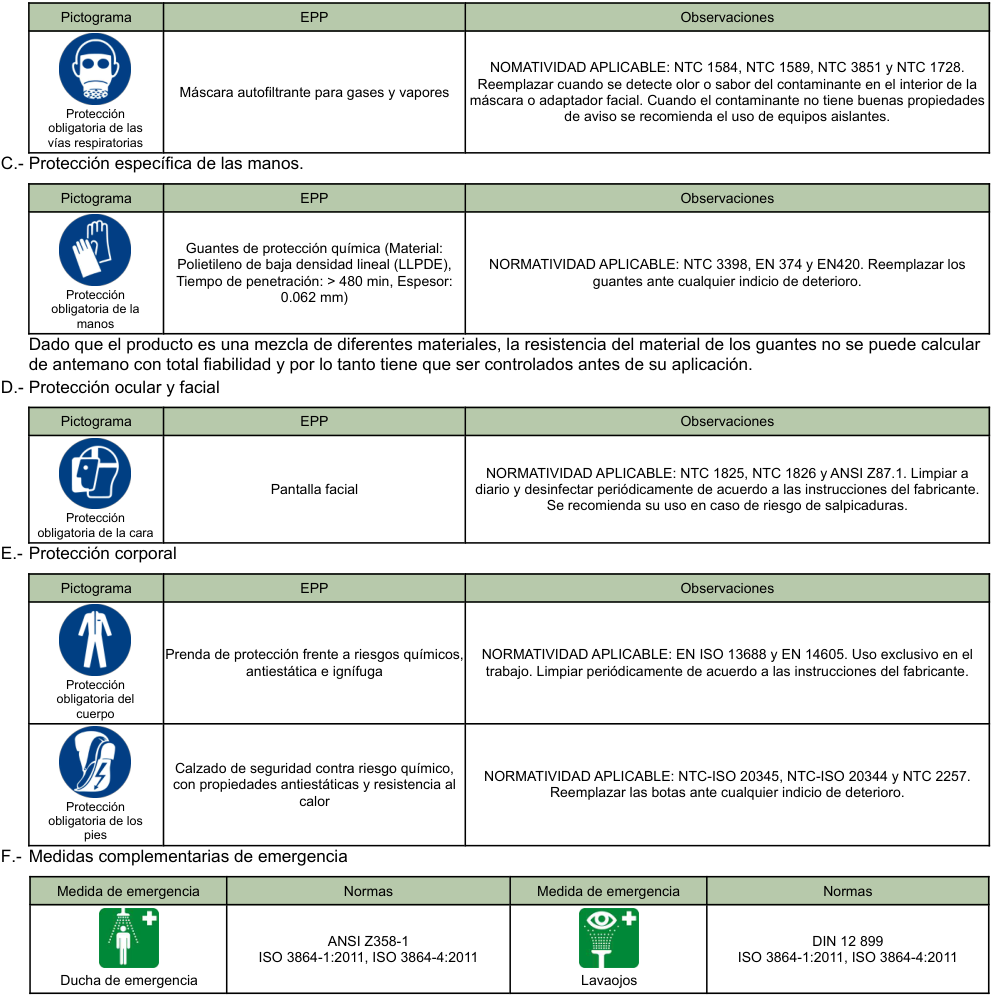 Pictograma EPP Observaciones
Protección
obligatoria de las
vías respiratorias
Máscara autofiltrante para gases y vapores
NOMATIVIDAD APLICABLE: NTC 1584, NTC 1589, NTC 3851 y NTC 1728.
Reemplazar cuando se detecte olor o sabor del contaminante en el interior de la
máscara o adaptador facial. Cuando el contaminante no tiene buenas propiedades
de aviso se recomienda el uso de equipos aislantes.
C.- Protección específica de las manos.
Pictograma EPP Observaciones
Protección
obligatoria de la
manos
Guantes de protección química (Material:
Polietileno de baja densidad lineal (LLPDE),
Tiempo de penetración: > 480 min, Espesor:
0.062 mm)
NORMATIVIDAD APLICABLE: NTC 3398, EN 374 y EN420. Reemplazar los
guantes ante cualquier indicio de deterioro.
Dado que el producto es una mezcla de diferentes materiales, la resistencia del material de los guantes no se puede calcular
de antemano con total fiabilidad y por lo tanto tiene que ser controlados antes de su aplicación.
D.- Protección ocular y facial
Pictograma EPP Observaciones
Protección
obligatoria de la cara
Pantalla facial
NORMATIVIDAD APLICABLE: NTC 1825, NTC 1826 y ANSI Z87.1. Limpiar a
diario y desinfectar periódicamente de acuerdo a las instrucciones del fabricante.
Se recomienda su uso en caso de riesgo de salpicaduras.
E.- Protección corporal
Pictograma EPP Observaciones
Protección
obligatoria del
cuerpo
Prenda de protección frente a riesgos químicos,
antiestática e ignífuga
NORMATIVIDAD APLICABLE: EN ISO 13688 y EN 14605. Uso exclusivo en el
trabajo. Limpiar periódicamente de acuerdo a las instrucciones del fabricante.
Protección
obligatoria de los
pies
Calzado de seguridad contra riesgo químico,
con propiedades antiestáticas y resistencia al
calor
NORMATIVIDAD APLICABLE: NTC-ISO 20345, NTC-ISO 20344 y NTC 2257.
Reemplazar las botas ante cualquier indicio de deterioro.
F.- Medidas complementarias de emergencia
Medida de emergencia Normas Medida de emergencia Normas
Ducha de emergencia
ANSI Z358-1
ISO 3864-1:2011, ISO 3864-4:2011
Lavaojos
DIN 12 899
ISO 3864-1:2011, ISO 3864-4:2011